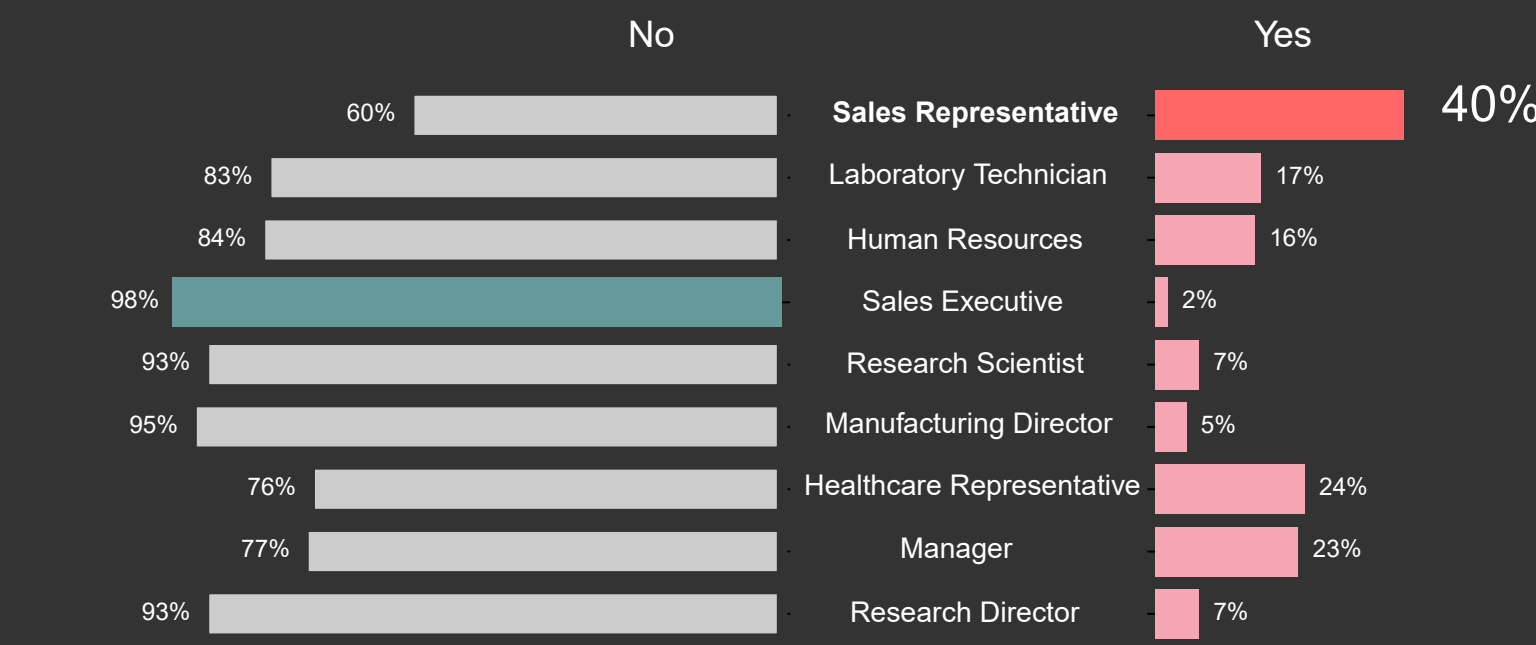 No Yes
60% Sales Representative 40%
83% Laboratory Technician 17%
84% Human Resources 16%
98% Sales Executive 2%
93% Research Scientist 7%
95% Manufacturing Director 5%
76% Healthcare Representative 24%
77% Manager 23%
93% Research Director 7%